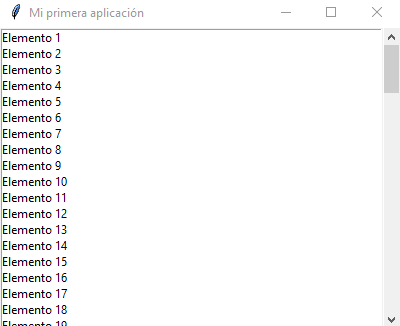 Mi primera aplicación
Elemento 1
Elemento 2
Elemento 3
Elemento 4
Elemento 5
Elemento 6
Elemento 7
Elemento 8
Elemento 9
Elemento 10
Elemento 11
Elemento 12
Elemento 13
Elemento 14
Elemento 15
Elemento 16
Elemento 17
Elemento 18
Elemento 19